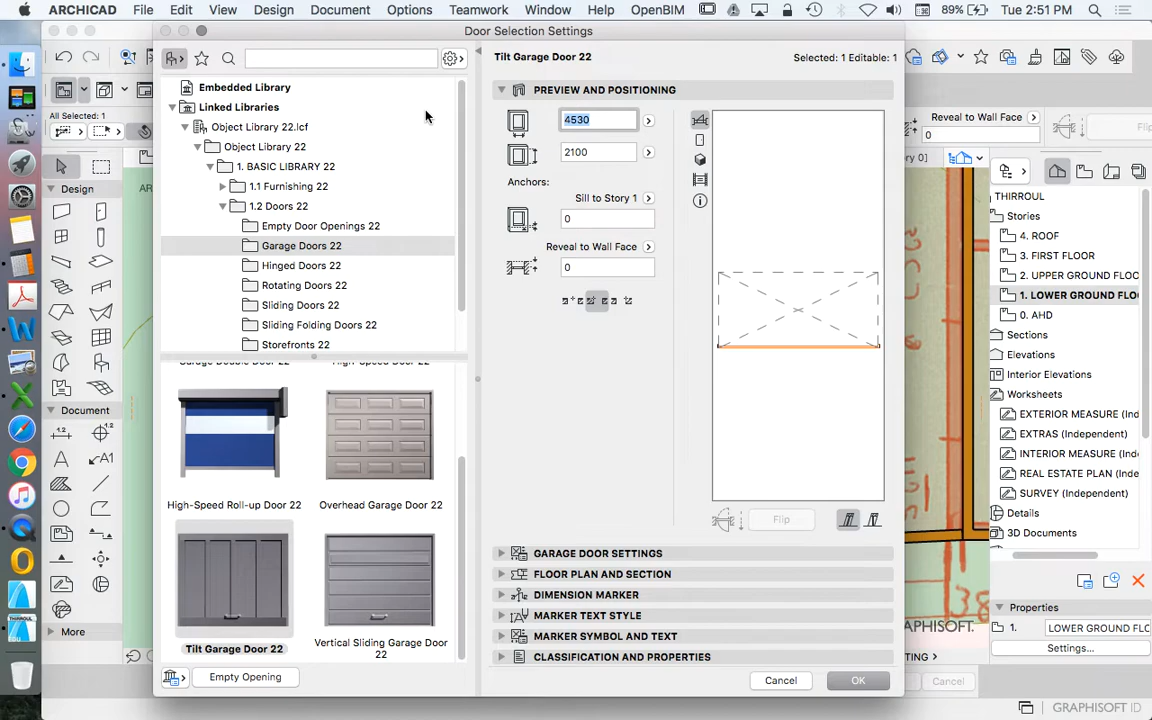 ARCHICAD File Edit View Design Document Options Teamwork Window Help OpenBIM 89% Tue 2:51 PM
Door Selection Settings
Tilt Garage Door 22
Selected: 1 Editable: 1
All Selected: 1
Design
Document
A1
A
More
Embedded Library
Linked Libraries
Object Library 22.lcf
Object Library 22
1. BASIC LIBRARY 22
1.1 Furnishing 22
1.2 Doors 22
Empty Door Openings 22
Garage Doors 22
Hinged Doors 22
Rotating Doors 22
Sliding Doors 22
Sliding Folding Doors 22
Storefronts 22
High-Speed Roll-up Door 22
Overhead Garage Door 22
Tilt Garage Door 22
Vertical Sliding Garage Door
22
Empty Opening
PREVIEW AND POSITIONING
4530
2100
Anchors:
Sill to Story 1
0
Reveal to Wall Face
0
Flip
GARAGE DOOR SETTINGS
FLOOR PLAN AND SECTION
DIMENSION MARKER
MARKER TEXT STYLE
MARKER SYMBOL AND TEXT
CLASSIFICATION AND PROPERTIES
Cancel
OK
Reveal to Wall Face
0
Flip
THIRROUL
Stories
4. ROOF
3. FIRST FLOOR
2. UPPER GROUND FLOO
1. LOWER GROUND FLO
0. AHD
Sections
Elevations
Interior Elevations
Worksheets
EXTERIOR MEASURE (Ind
EXTRAS (Independent)
INTERIOR MEASURE (Ind
REAL ESTATE PLAN (Ind
SURVEY (Independent)
Details
3D Documents
Properties
1.
LOWER GROUND FLO
Settings...
Cancel
GRAPHISOFT.
GRAPHISOFT ID